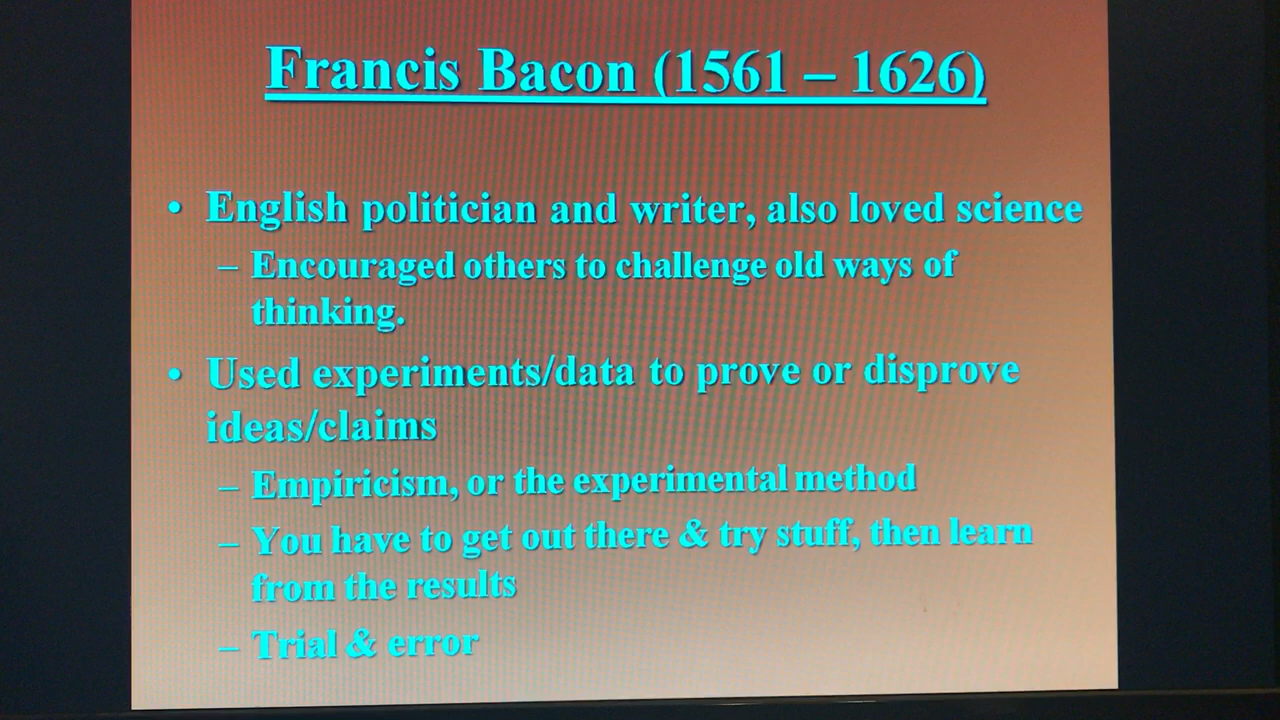 Francis Bacon (1561 – 1626)
• English politician and writer, also loved science
– Encouraged others to challenge old ways of
thinking.
• Used experiments/data to prove or disprove
ideas/claims
– Empiricism, or the experimental method
– You have to get out there & try stuff, then learn
from the results
– Trial & error